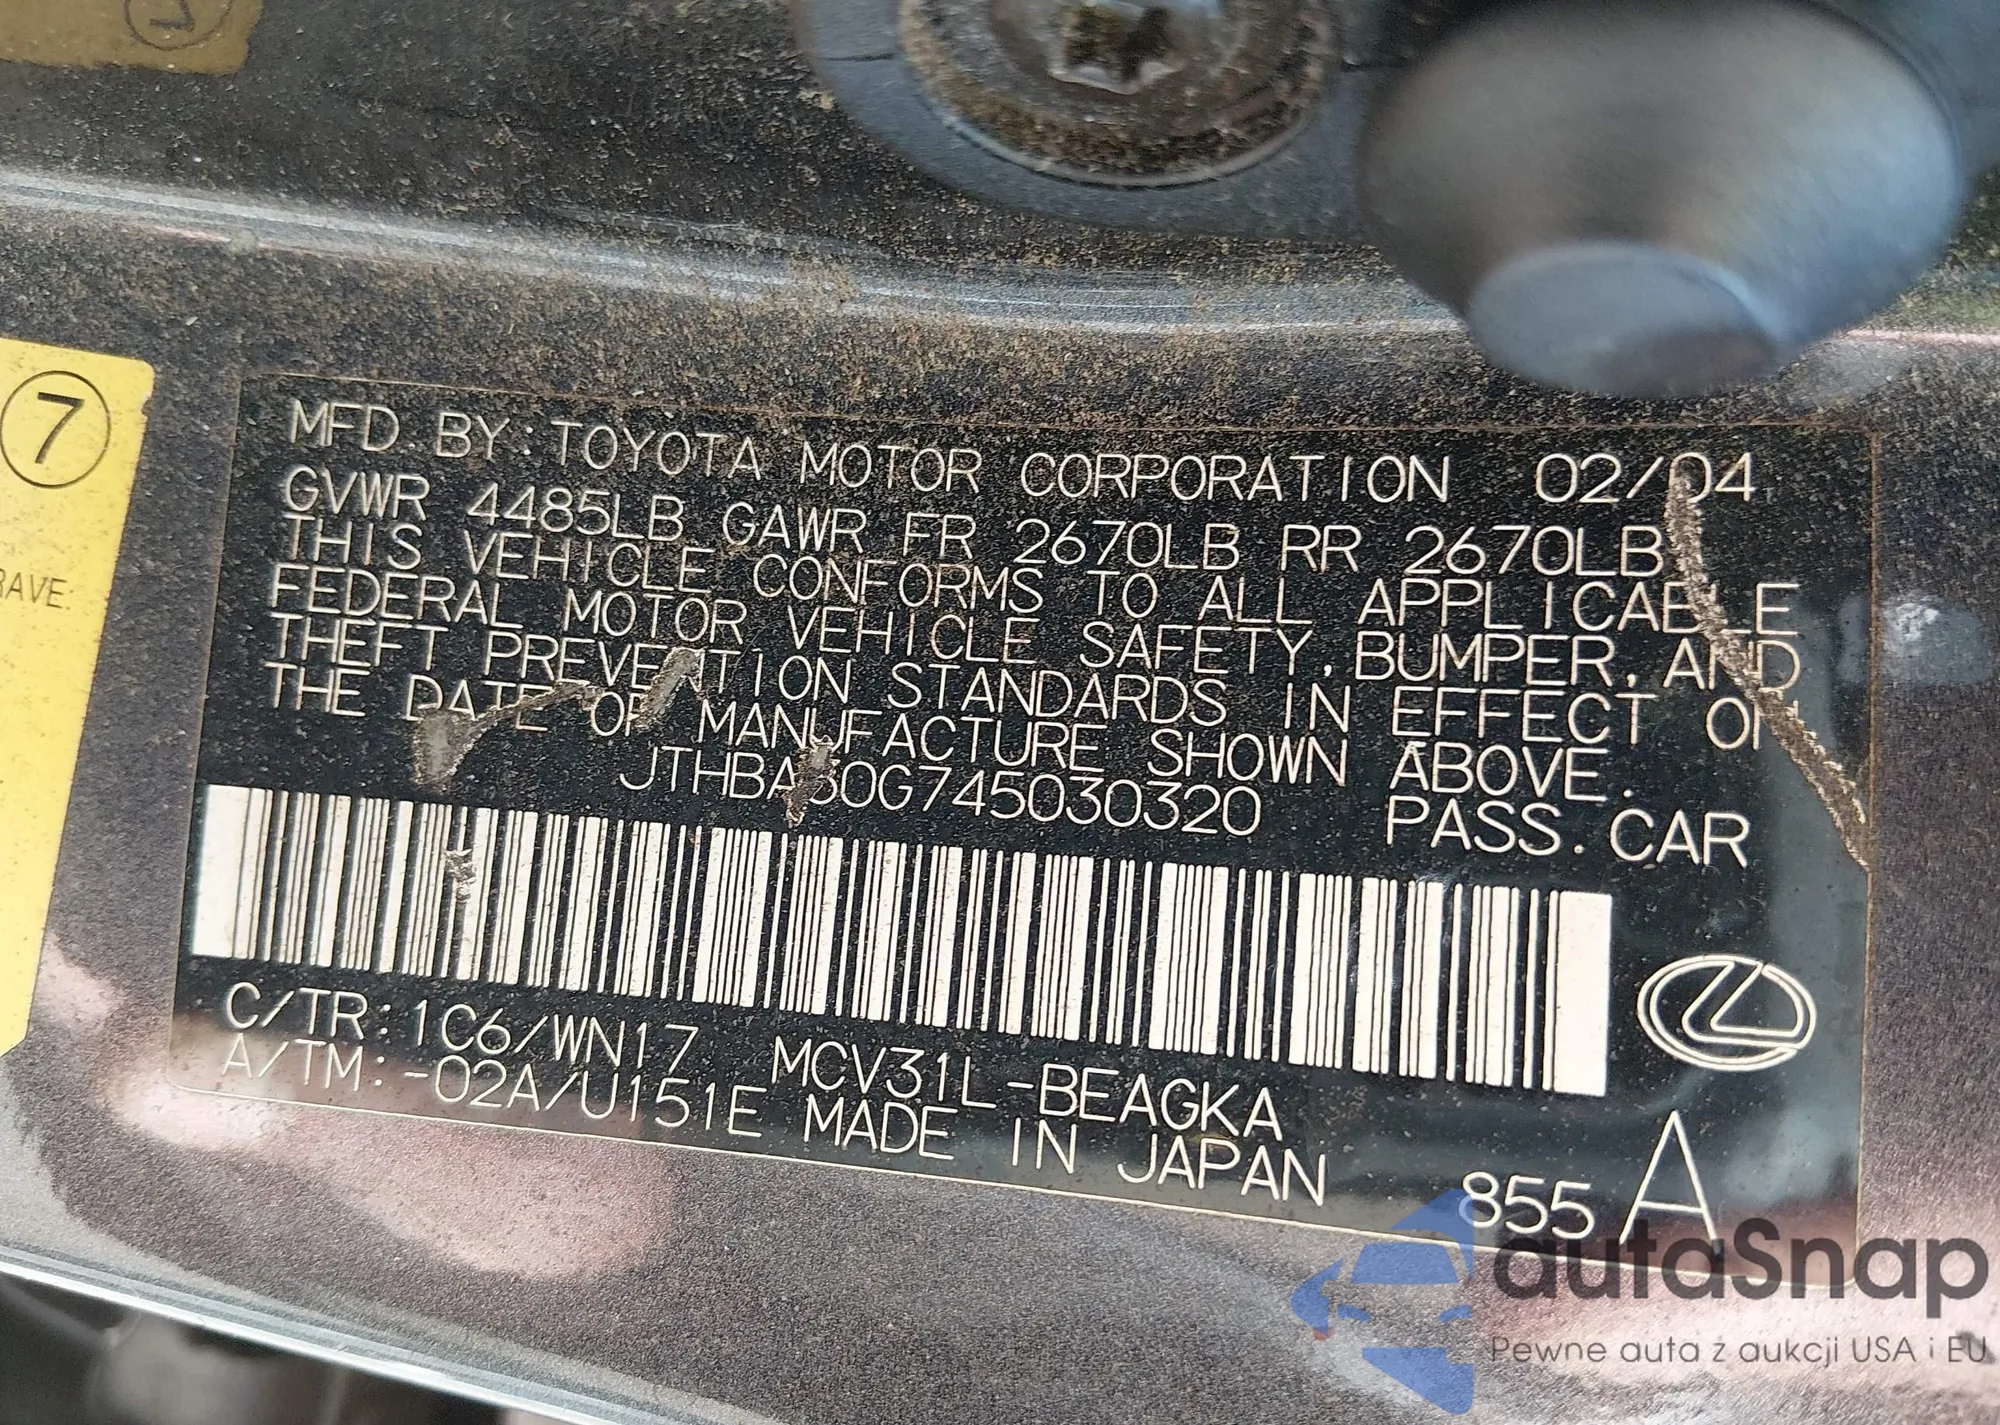 7
RAVE:
MFD. BY: TOYOTA MOTOR CORPORATION 02/04
GVWR 4485LB GAWR FR 2670LB RR 2670LB
THIS VEHICLE CONFORMS TO ALL APPLICABLE
FEDERAL MOTOR VEHICLE SAFETY, BUMPER, AND
THEFT PREVENTION STANDARDS IN EFFECT ON
THE DATE OF MANUFACTURE SHOWN ABOVE.
JTHBA30G745030320 PASS. CAR
C/TR: 1C6/WN17 MCV31L-BEAGKA
A/TM: -02A/U151E MADE IN JAPAN
855 A
autaSnap
Pewne auta z aukcji USA i EU